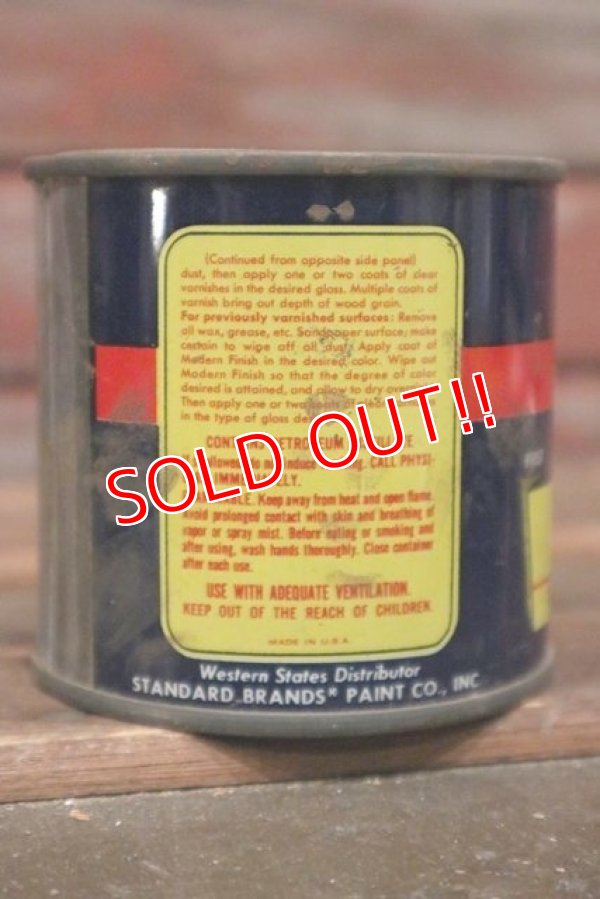 (Continued from opposite side panel)
dust, then apply one or two coats of clear
varnishes in the desired gloss. Multiple coats of
varnish bring out depth of wood grain.
For previously varnished surfaces: Remove
all wax, grease, etc. Sandpaper surface; make
certain to wipe off all dust. Apply coat of
Modern Finish in the desired color. Wipe out
Modern Finish so that the degree of color
desired is attained, and allow to dry
Then apply one or two
in the type of gloss
CONTAINS PETROLEUM
SOLD OUT!!
do not induce CALL PHYSI-
Keep away from heat and open flame.
Avoid prolonged contact with skin and breathing of
vapor or spray mist. Before eating or smoking and
after using, wash hands thoroughly. Close container
after each use.
USE WITH ADEQUATE VENTILATION.
KEEP OUT OF THE REACH OF CHILDREN.
MADE IN U.S.A.
Western States Distributor
STANDARD BRANDS® PAINT CO., INC.